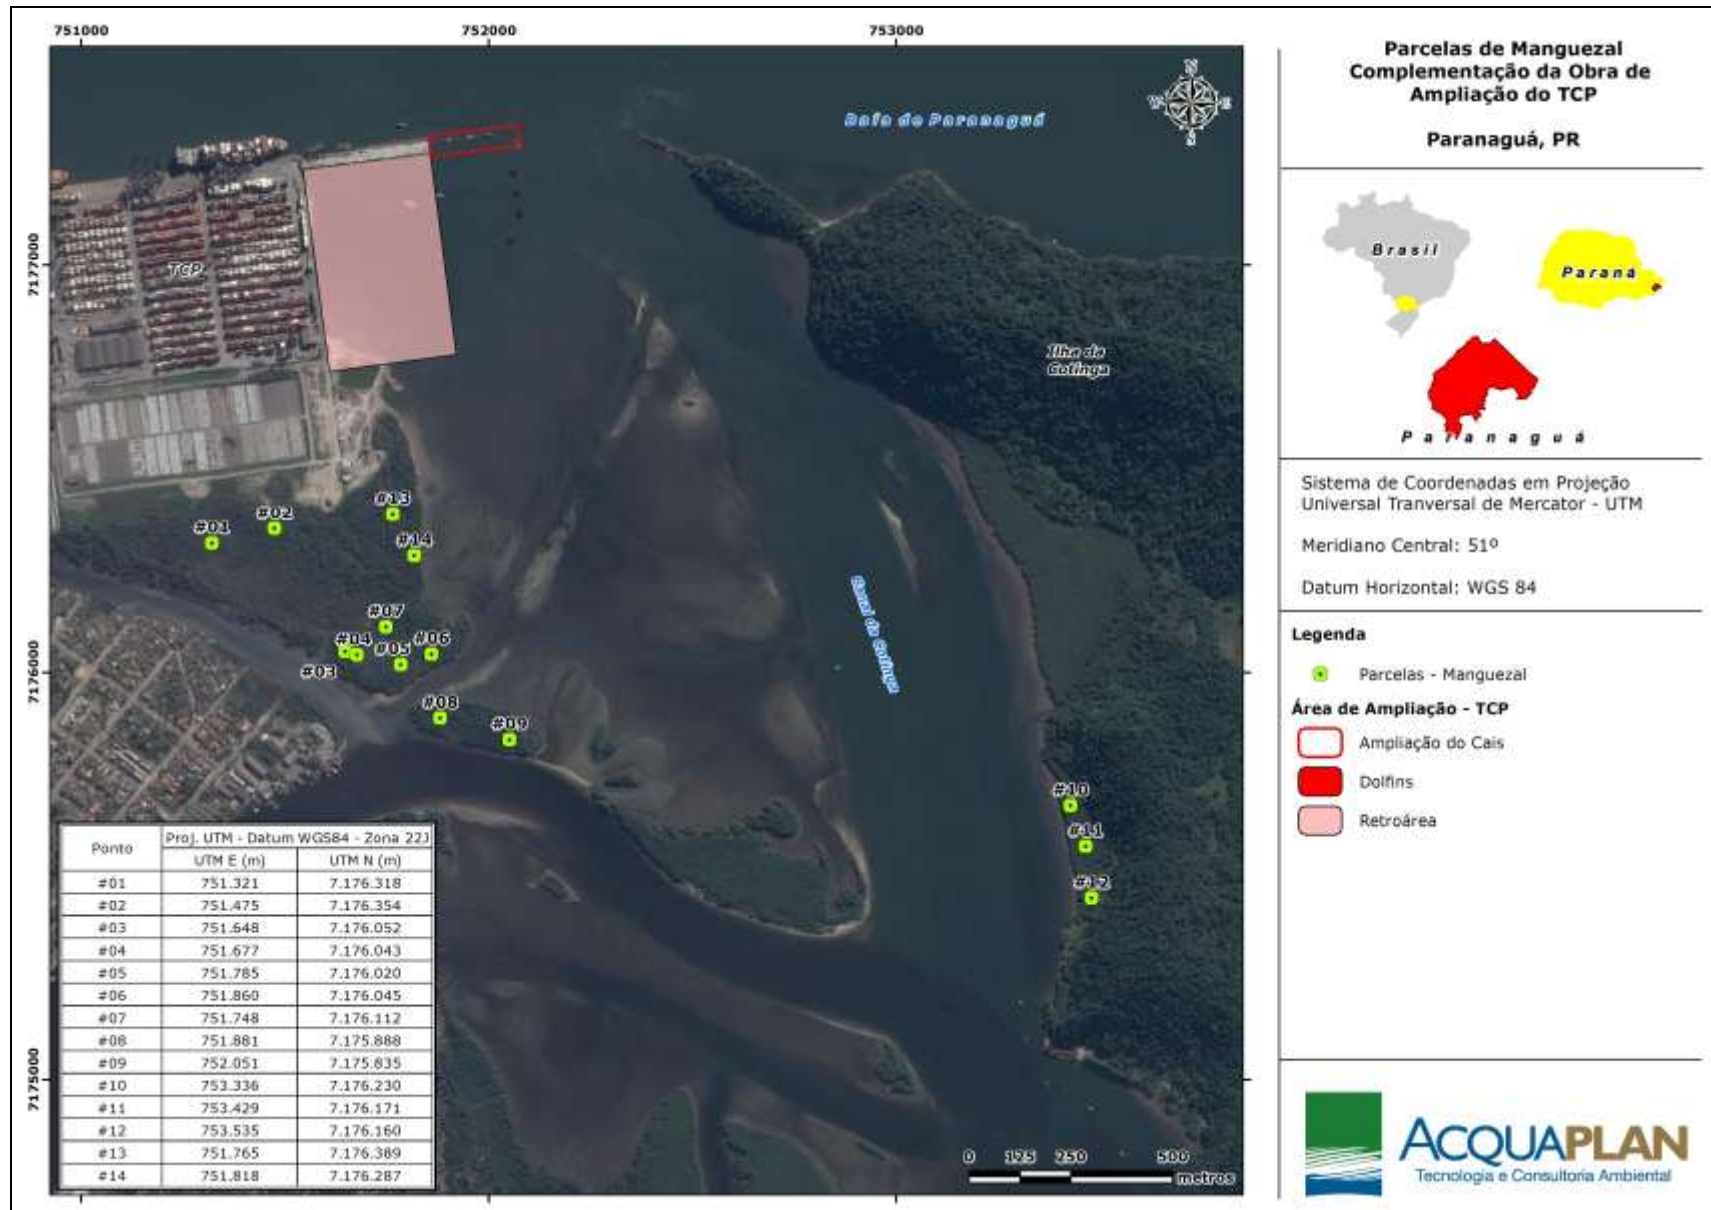 751000
752000
753000
7177000
7176000
7175000
N
W
E
S
Baía de Paranaguá
TCP
Ilha da
Cotinga
Canal da Cotinga
#01
#02
#13
#14
#07
#04
#03
#05
#06
#08
#09
#10
#11
#12
Ponto
Proj. UTM - Datum WGS84 - Zona 22J
UTM E (m) UTM N (m)
#01 751.321 7.176.318
#02 751.475 7.176.354
#03 751.648 7.176.052
#04 751.677 7.176.043
#05 751.785 7.176.020
#06 751.860 7.176.045
#07 751.748 7.176.112
#08 751.881 7.175.888
#09 752.051 7.175.835
#10 753.336 7.176.230
#11 753.429 7.176.171
#12 753.535 7.176.160
#13 751.765 7.176.389
#14 751.818 7.176.287
0 125 250 500
metros
Parcelas de Manguezal
Complementação da Obra de
Ampliação do TCP
Paranaguá, PR
Brasil
Paraná
Paranaguá
Sistema de Coordenadas em Projeção
Universal Tranversal de Mercator - UTM
Meridiano Central: 51º
Datum Horizontal: WGS 84
Legenda
Parcelas - Manguezal
Área de Ampliação - TCP
Ampliação do Cais
Dolfins
Retroárea
ACQUAPLAN
Tecnologia e Consultoria Ambiental